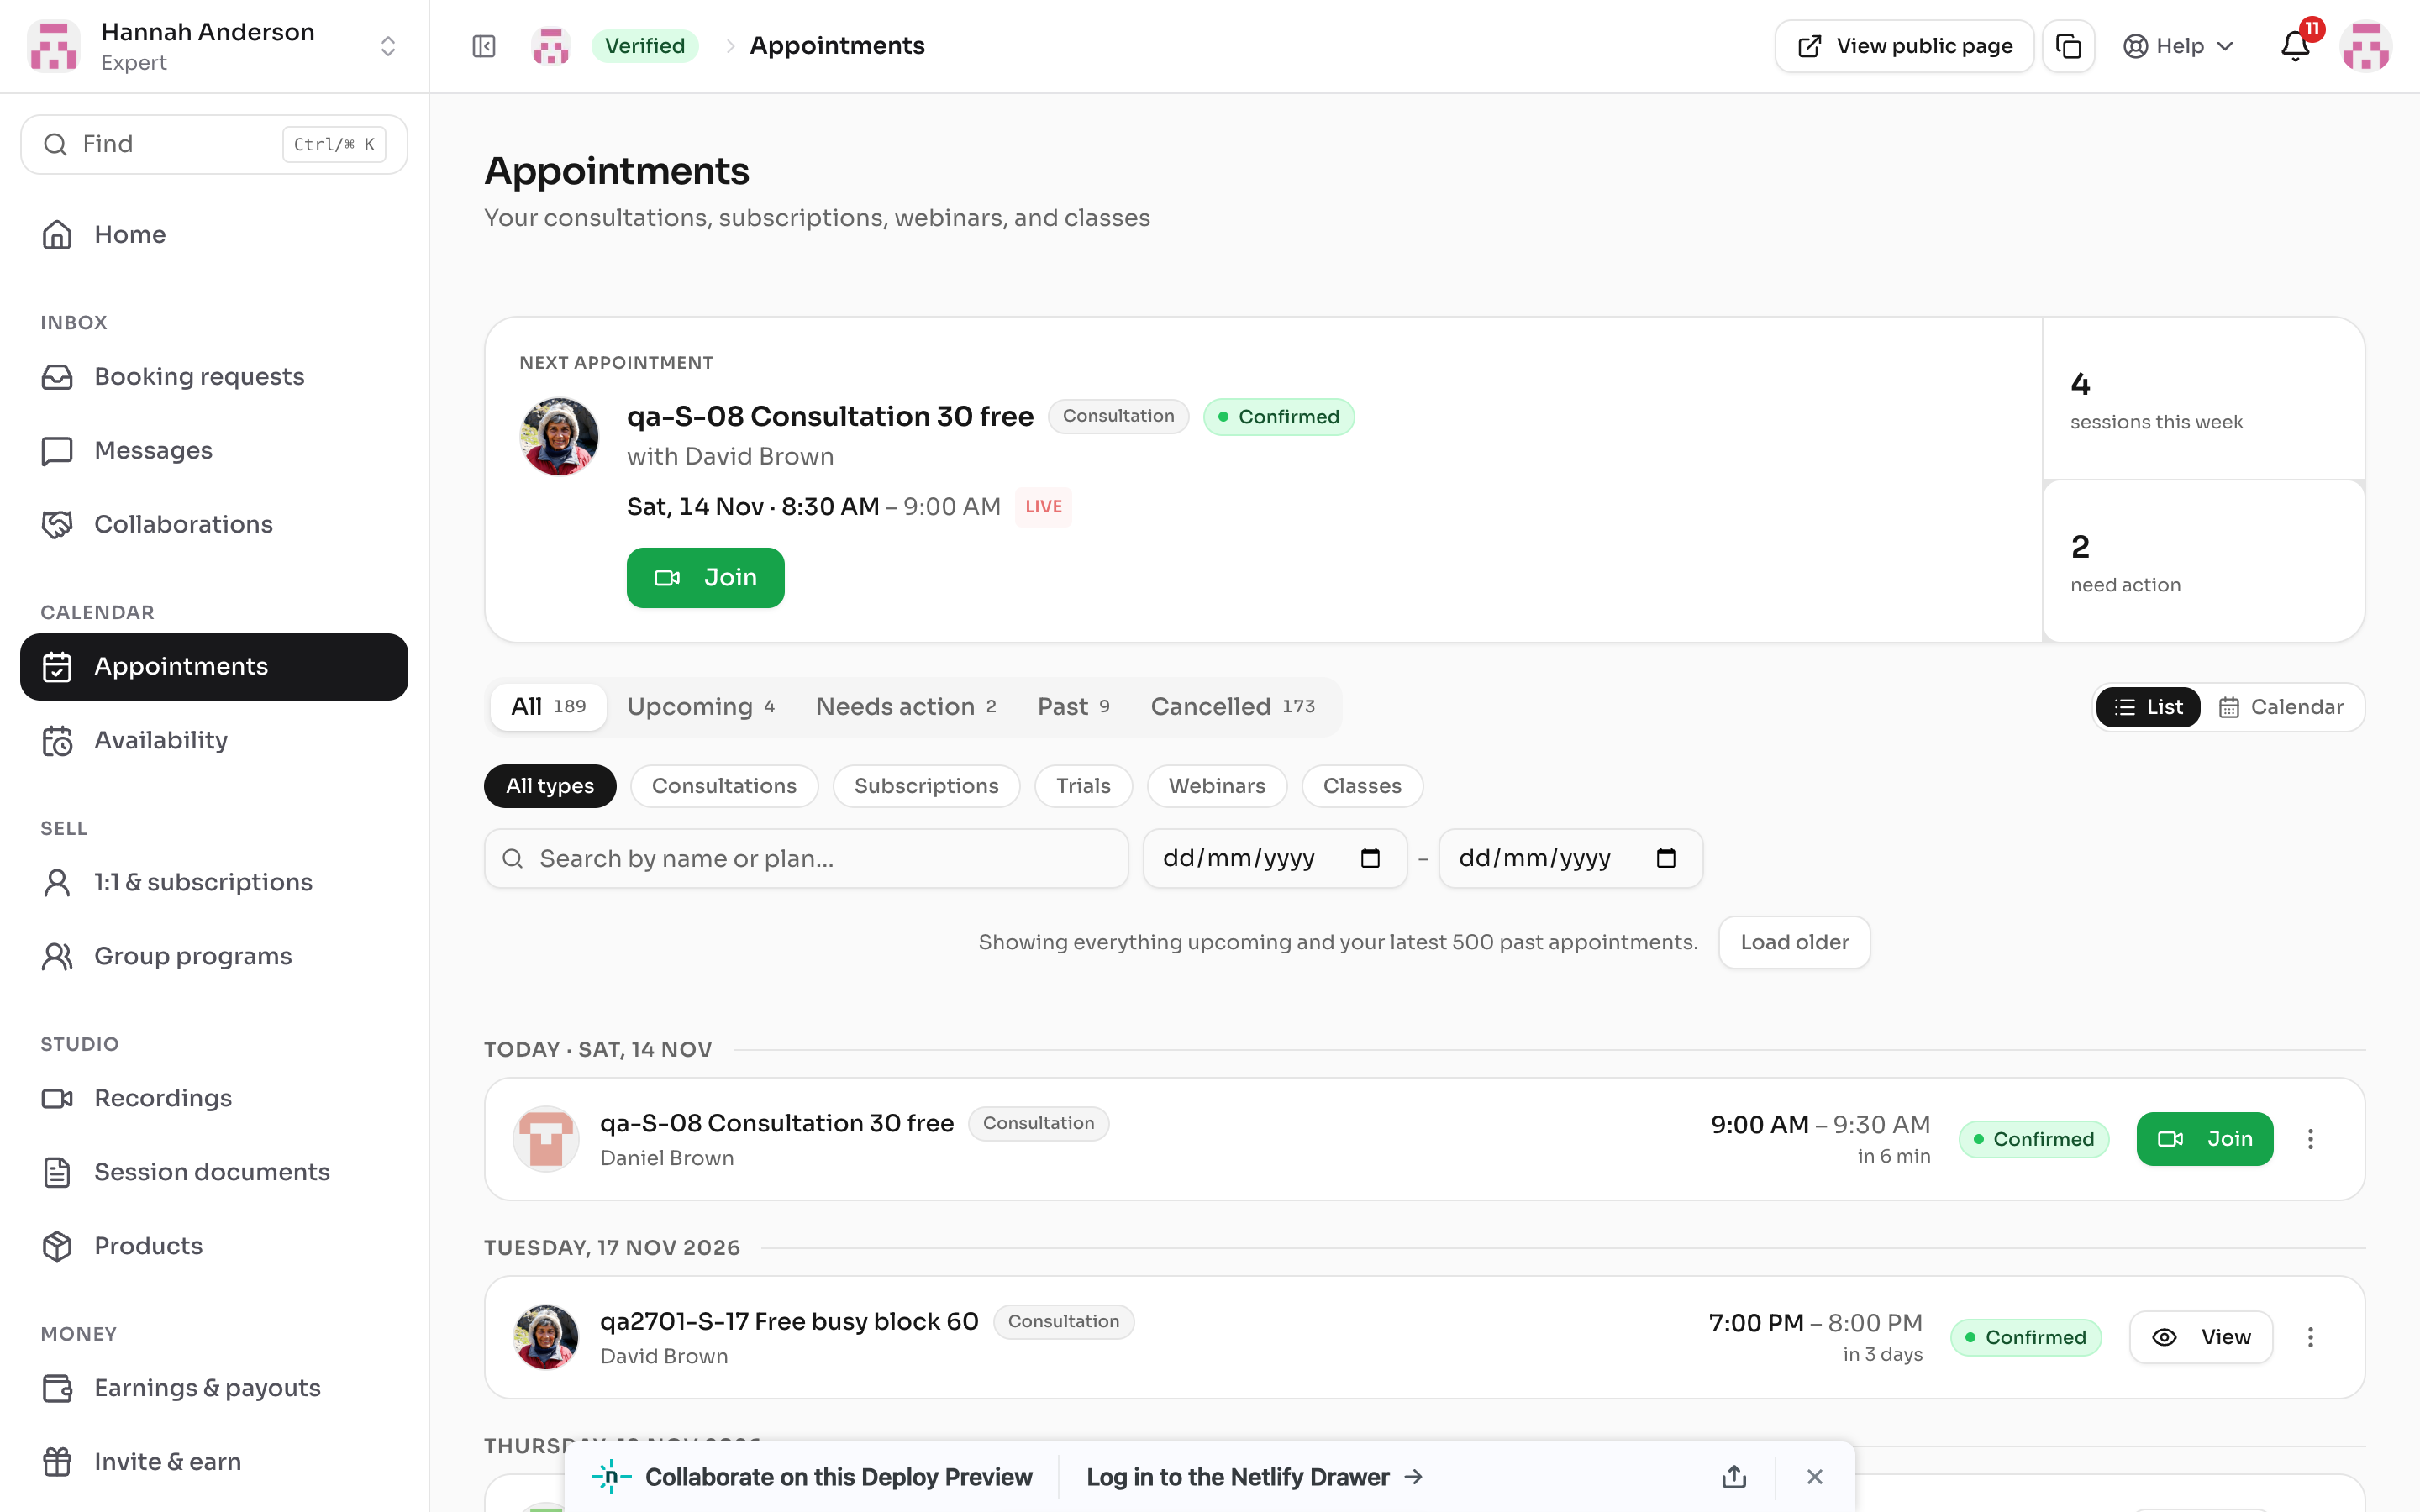 Hannah Anderson
Expert
Verified
Appointments
View public page
Help
11
Find
Ctrl/⌘ K
Home
INBOX
Booking requests
Messages
Collaborations
CALENDAR
Appointments
Availability
SELL
1:1 & subscriptions
Group programs
STUDIO
Recordings
Session documents
Products
MONEY
Earnings & payouts
Invite & earn
Appointments
Your consultations, subscriptions, webinars, and classes
NEXT APPOINTMENT
qa-S-08 Consultation 30 free Consultation Confirmed
with David Brown
Sat, 14 Nov · 8:30 AM – 9:00 AM LIVE
Join
4
sessions this week
2
need action
All 189 Upcoming 4 Needs action 2 Past 9 Cancelled 173
List Calendar
All types Consultations Subscriptions Trials Webinars Classes
Search by name or plan...
dd/mm/yyyy – dd/mm/yyyy
Showing everything upcoming and your latest 500 past appointments. Load older
TODAY · SAT, 14 NOV
qa-S-08 Consultation 30 free Consultation
Daniel Brown
9:00 AM – 9:30 AM
in 6 min
Confirmed
Join
TUESDAY, 17 NOV 2026
qa2701-S-17 Free busy block 60 Consultation
David Brown
7:00 PM – 8:00 PM
in 3 days
Confirmed
View
Collaborate on this Deploy Preview
Log in to the Netlify Drawer →